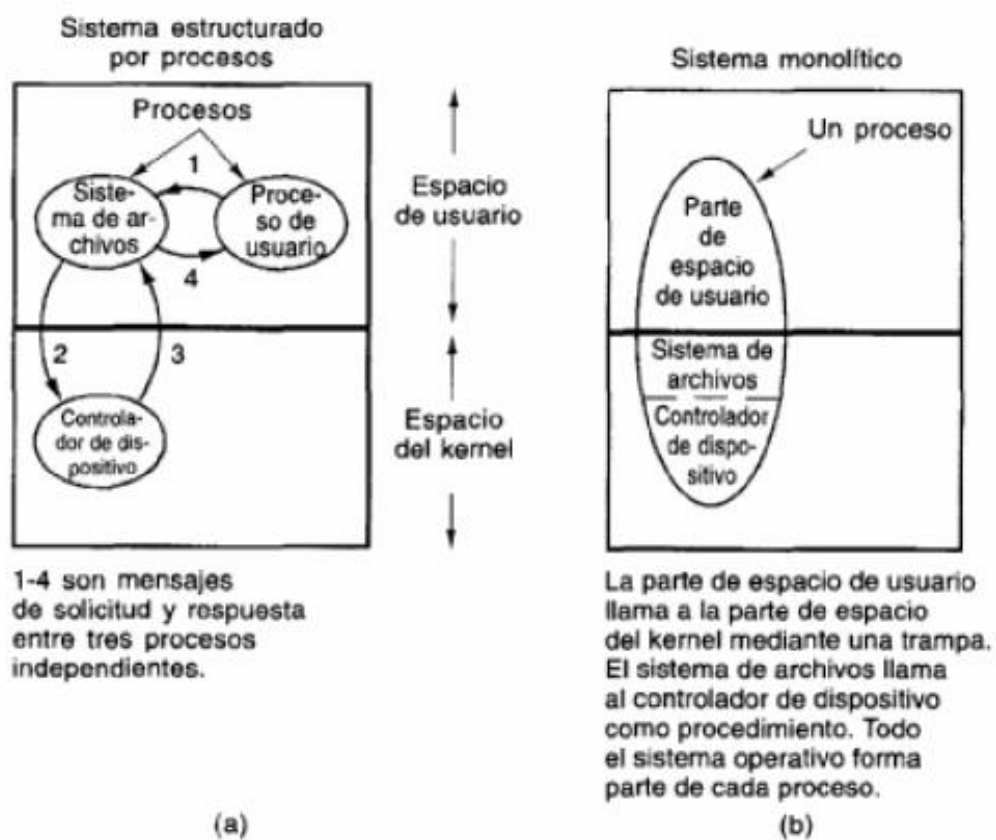 Sistema estructurado
por procesos
Procesos
1
Siste-
ma de ar-
chivos
Proce-
so de
usuario
4
2
3
Controla-
dor de dis-
positivo
Espacio
de usuario
Espacio
del kernel
1-4 son mensajes
de solicitud y respuesta
entre tres procesos
independientes.
(a)
Sistema monolítico
Un proceso
Parte
de
espacio
de usuario
Sistema de
archivos
Controlador
de dispo-
sitivo
La parte de espacio de usuario
llama a la parte de espacio
del kernel mediante una trampa.
El sistema de archivos llama
al controlador de dispositivo
como procedimiento. Todo
el sistema operativo forma
parte de cada proceso.
(b)